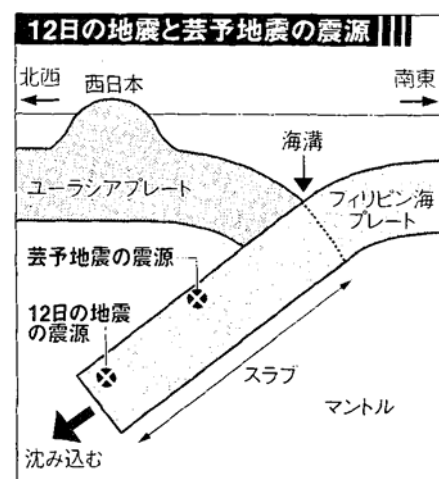 12日の地震と芸予地震の震源
北西
西日本
南東
海溝
ユーラシアプレート
フィリピン海
プレート
芸予地震の震源
12日の地震
の震源
スラブ
マントル
沈み込む